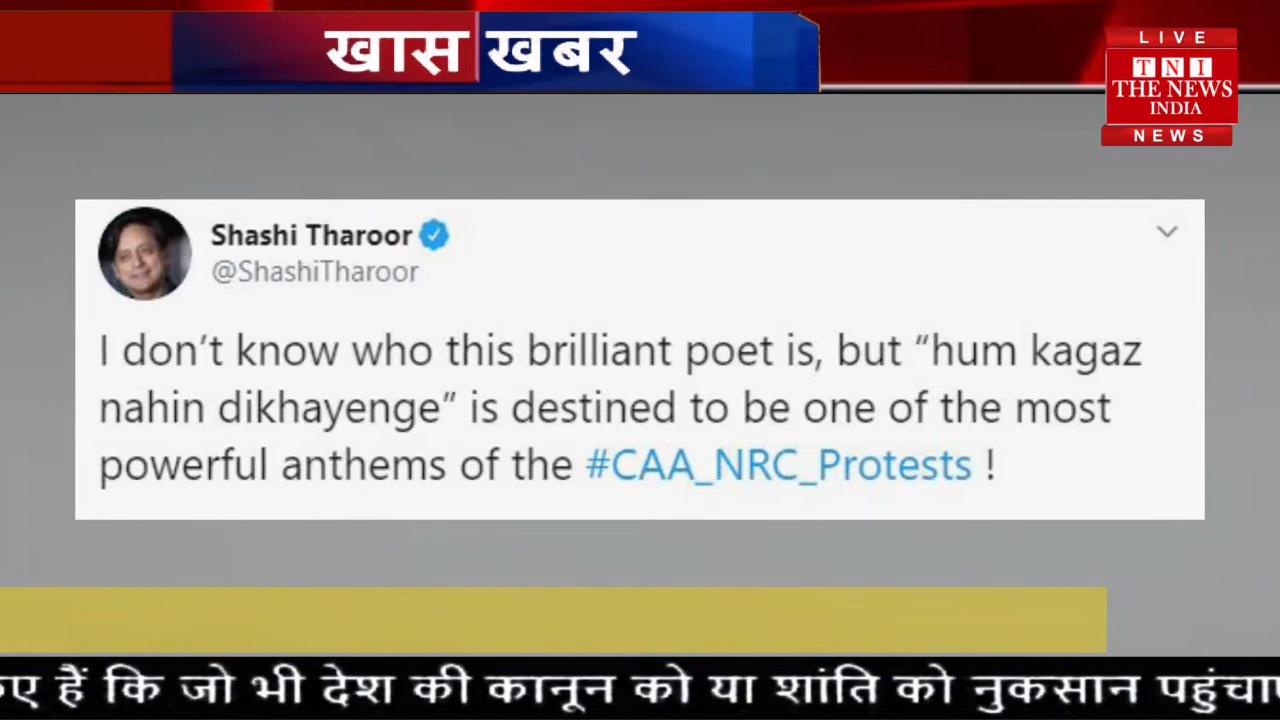 खास खबर
LIVE
TNI
THE NEWS
INDIA
NEWS
Shashi Tharoor
@ShashiTharoor
I don’t know who this brilliant poet is, but “hum kagaz
nahin dikhayenge” is destined to be one of the most
powerful anthems of the #CAA_NRC_Protests !
हैं कि जो भी देश की कानून को या शांति को नुकसान